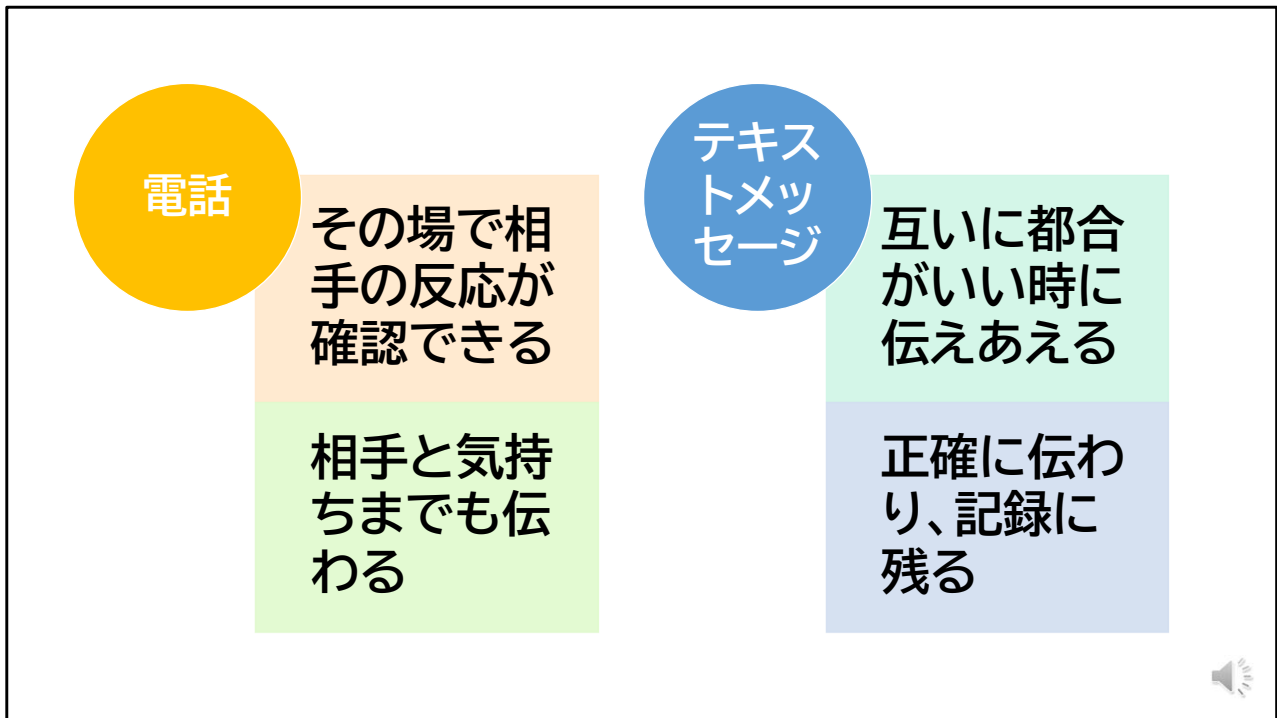 電話
その場で相
手の反応が
確認できる
相手と気持
ちまでも伝
わる
テキス
トメッ
セージ
互いに都合
がいい時に
伝えあえる
正確に伝わ
り、記録に
残る